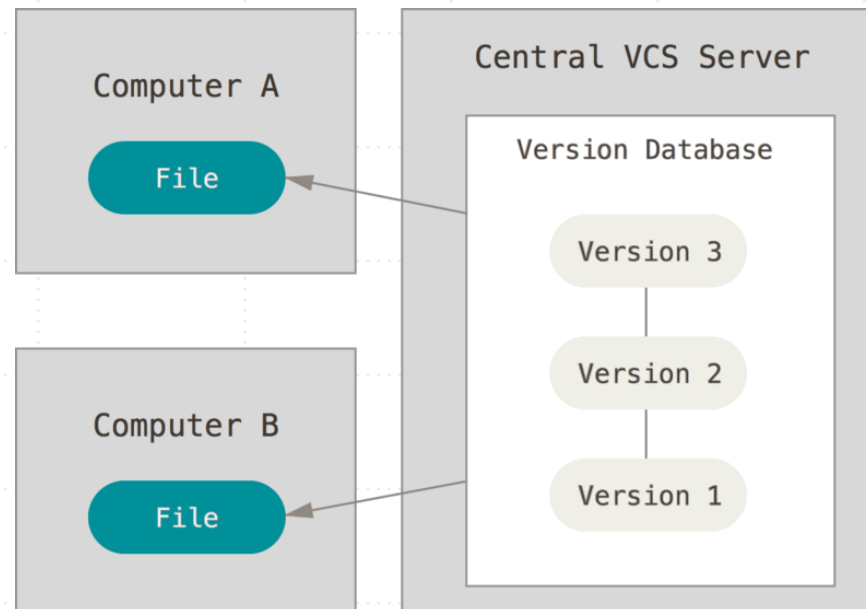 Computer A
File
Computer B
File
Central VCS Server
Version Database
Version 3
Version 2
Version 1